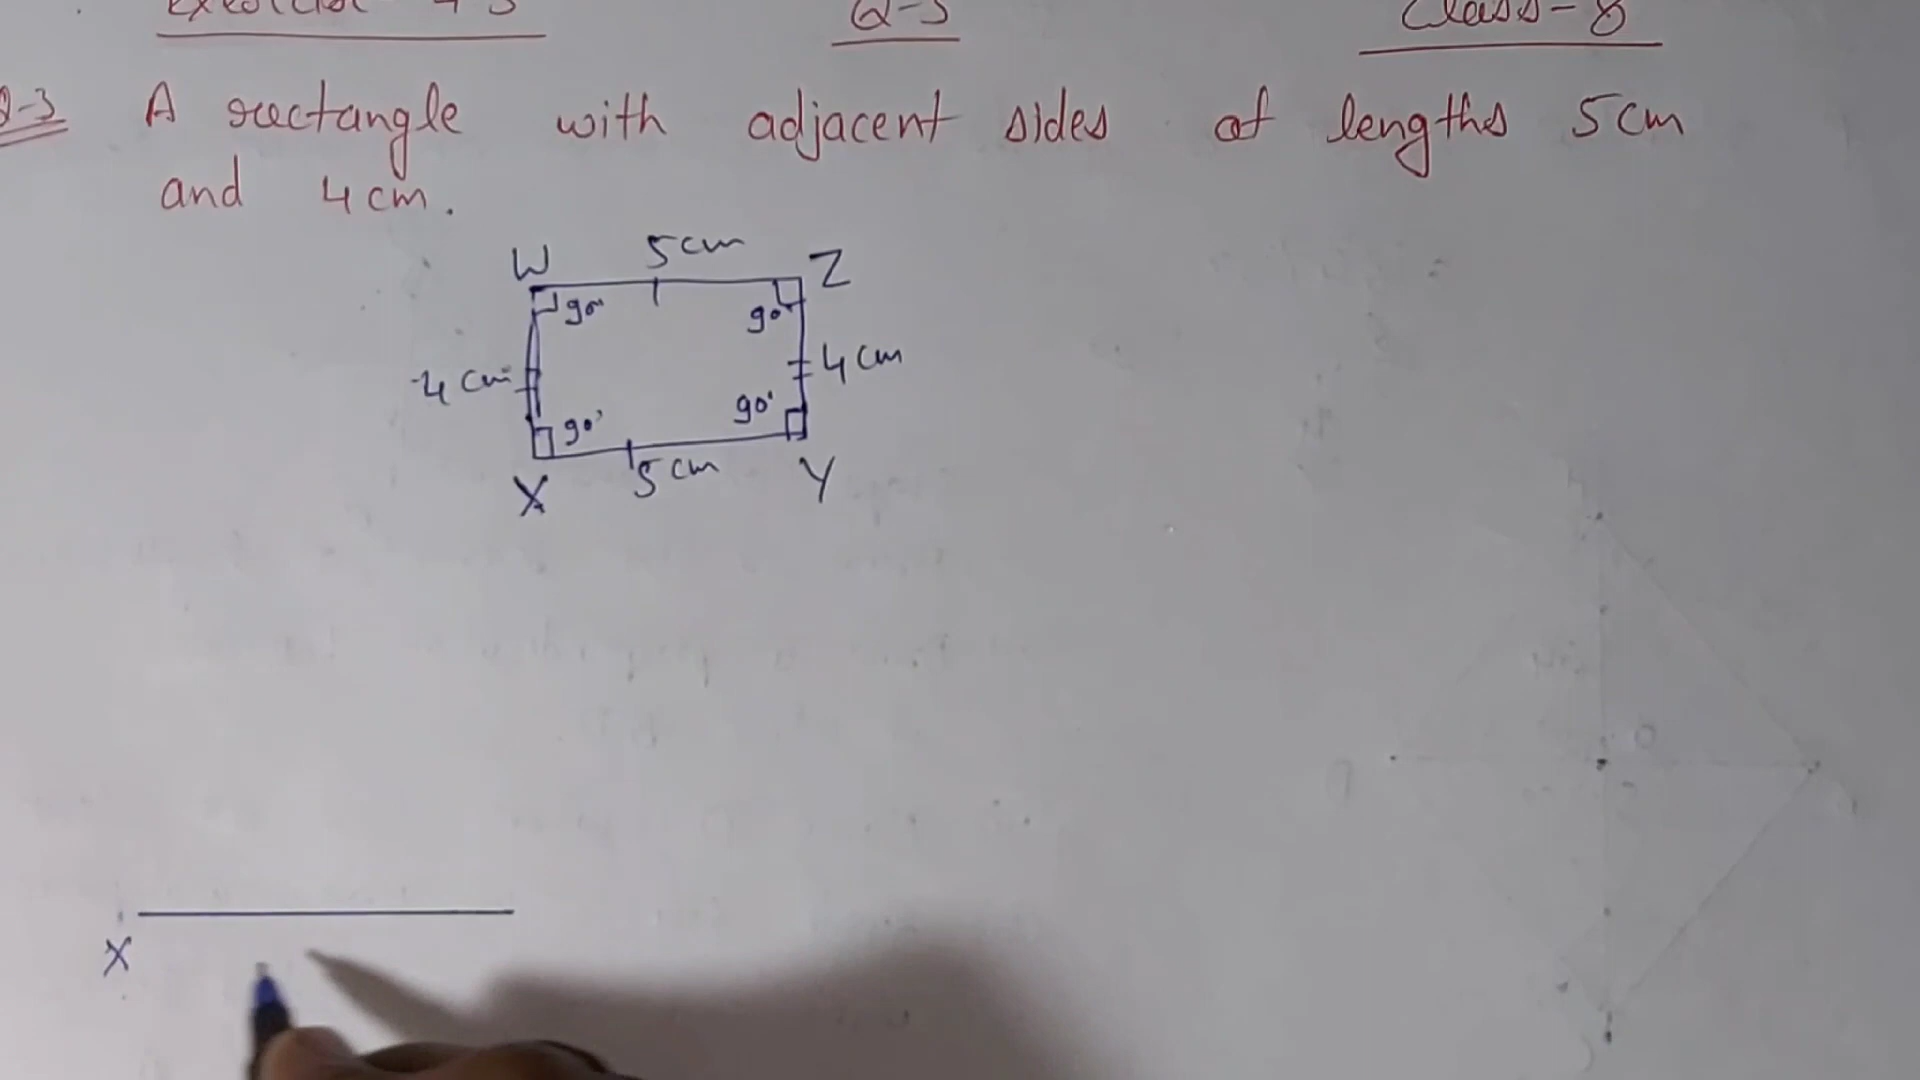 Q-3 Class-8
Q-3 A rectangle with adjacent sides of lengths 5cm
and 4cm.
W 5cm Z
90° 90°
4cm 4cm
90° 90°
X 5cm Y
X